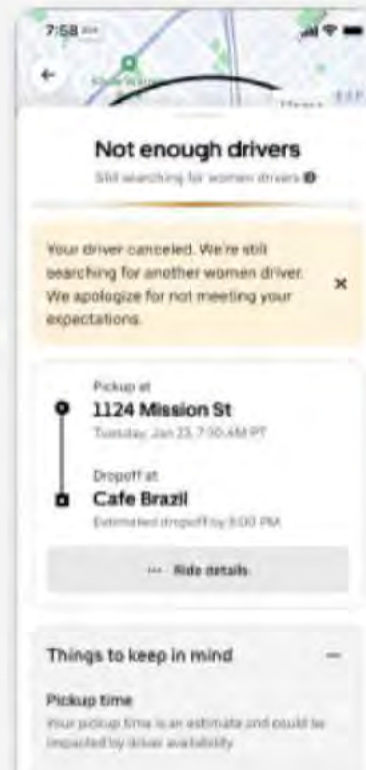 7:58
Not enough drivers
Still searching for women drivers
Your driver canceled. We're still
searching for another women driver.
We apologize for not meeting your
expectations.
Pickup at
1124 Mission St
Tuesday, Jan 23, 7:30 AM PT
Dropoff at
Cafe Brazil
Estimated dropoff by 8:00 PM
Ride details
Things to keep in mind
Pickup time
Your pickup time is an estimate and could be
impacted by driver availability